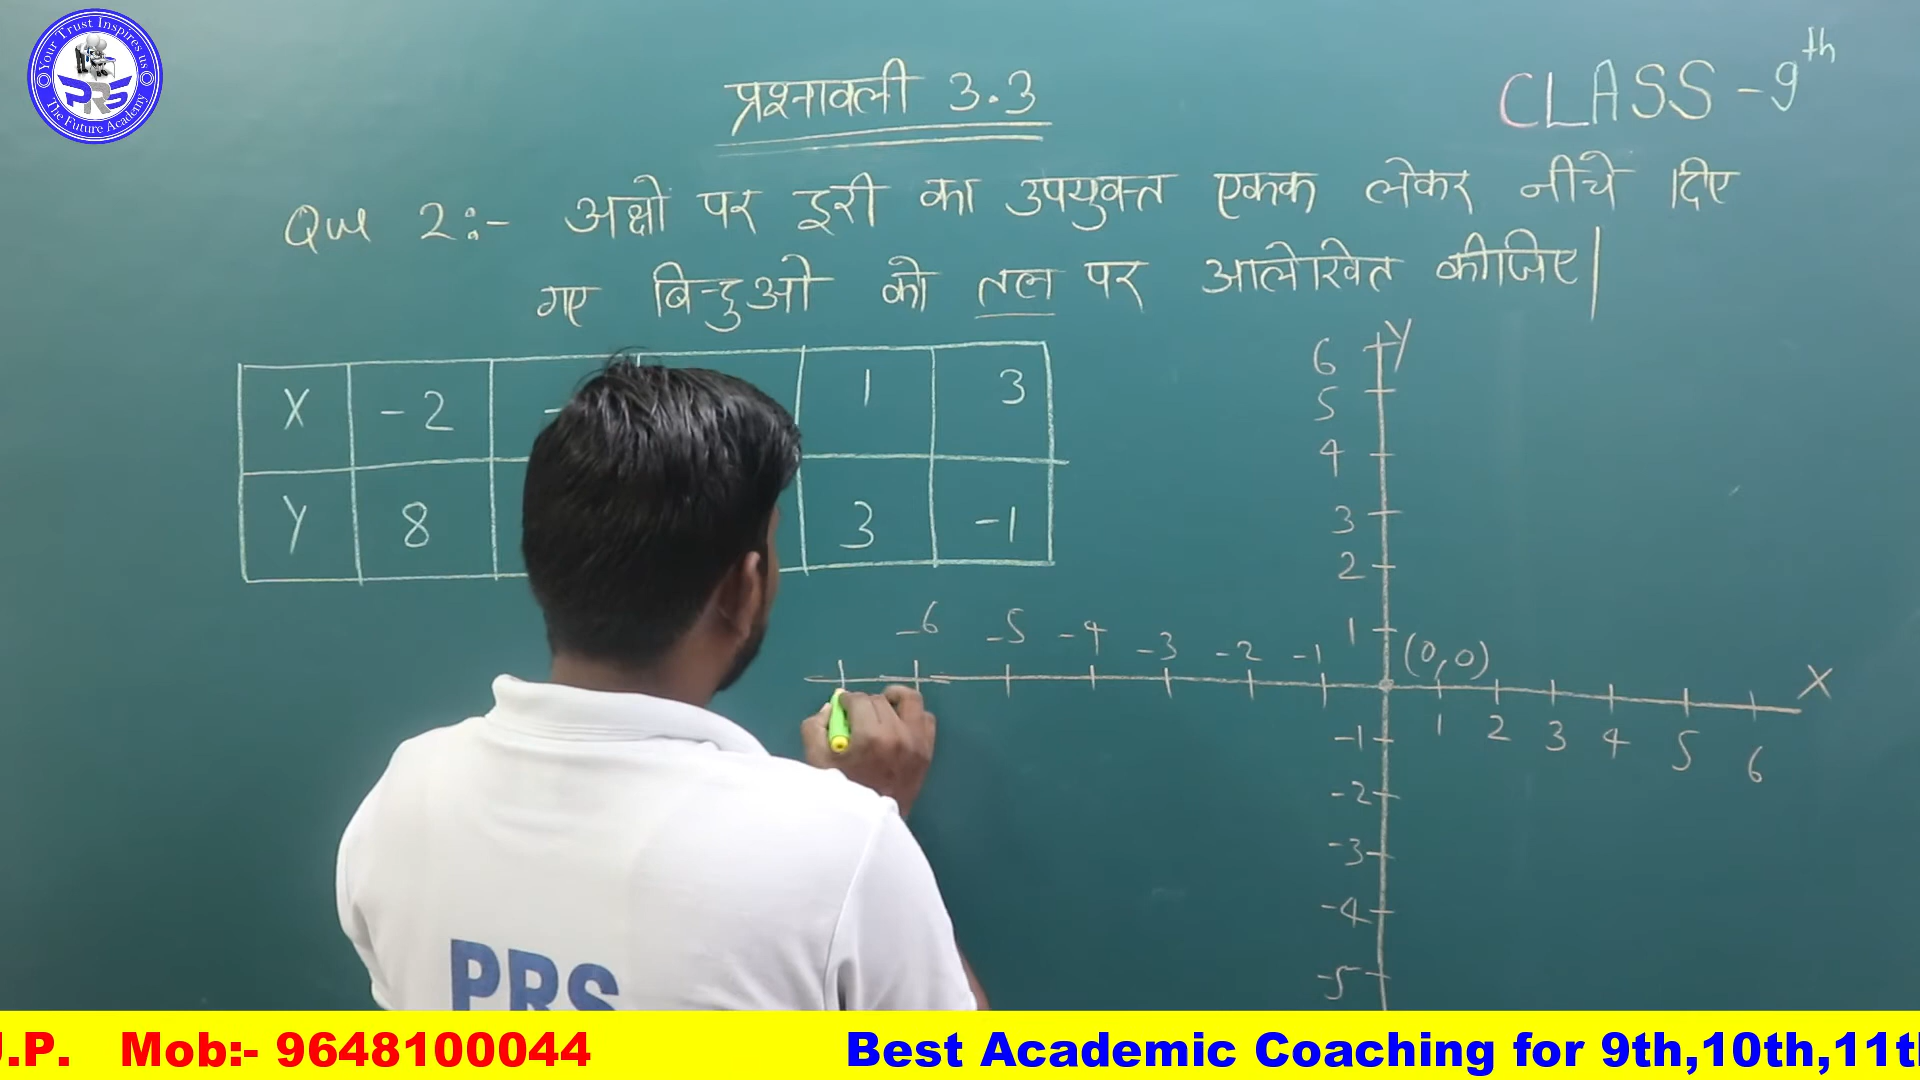 Your Trust Inspires us
PRS
The Future Academy
प्रश्नावली 3.3
CLASS-9th
Que 2:- अक्षों पर दूरी का उपयुक्त एकक लेकर नीचे दिए
गए बिन्दुओ को तल पर आलेखित कीजिए|
X -2 - 1 3
Y 8 3 -1
Y
6
5
4
3
2
1
-6 -5 -4 -3 -2 -1 (0,0) X
1 2 3 4 5 6
-1
-2
-3
-4
-5
PRS
U.P. Mob:- 9648100044 Best Academic Coaching for 9th,10th,11th